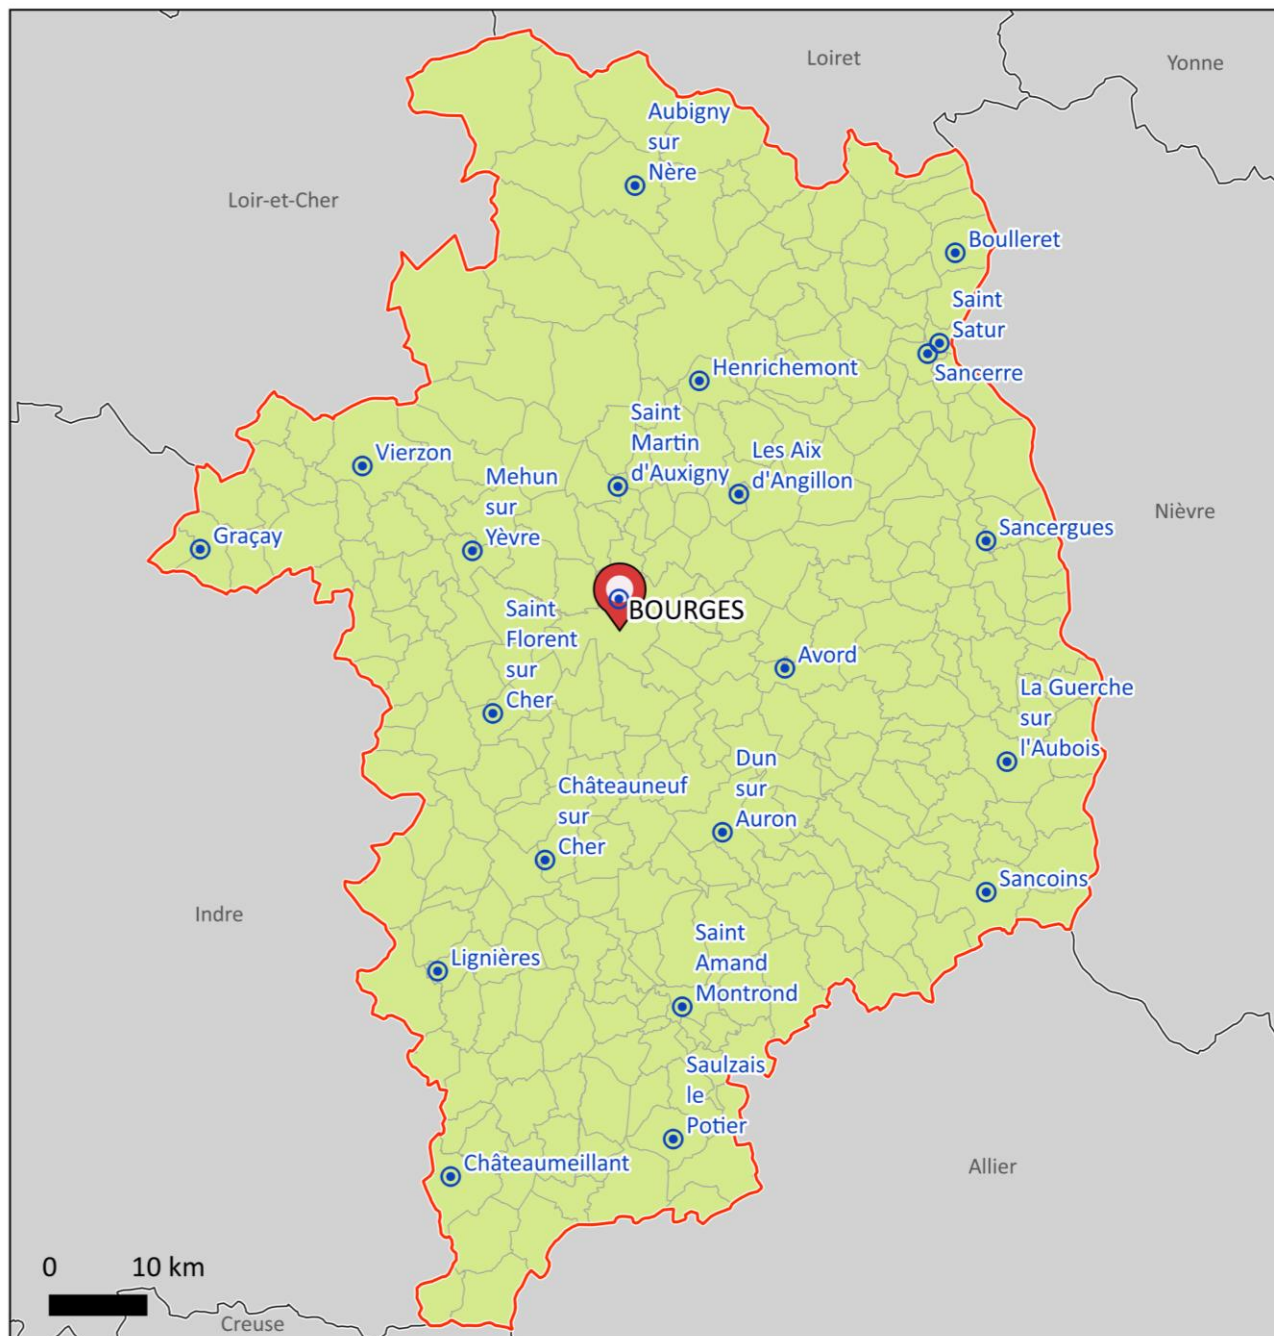 Loiret
Yonne
Aubigny
sur
Nère
Loir-et-Cher
Boulleret
Saint
Satur
Sancerre
Henrichemont
Saint
Martin
d'Auxigny
Les Aix
d'Angillon
Vierzon
Mehun
sur
Yèvre
Graçay
Sancergues
Nièvre
BOURGES
Saint
Florent
sur
Cher
Avord
La Guerche
sur
l'Aubois
Dun
sur
Auron
Châteauneuf
sur
Cher
Sancoins
Indre
Saint
Amand
Montrond
Lignières
Saulzais
le
Potier
Châteaumeillant
Allier
0 10 km
Creuse